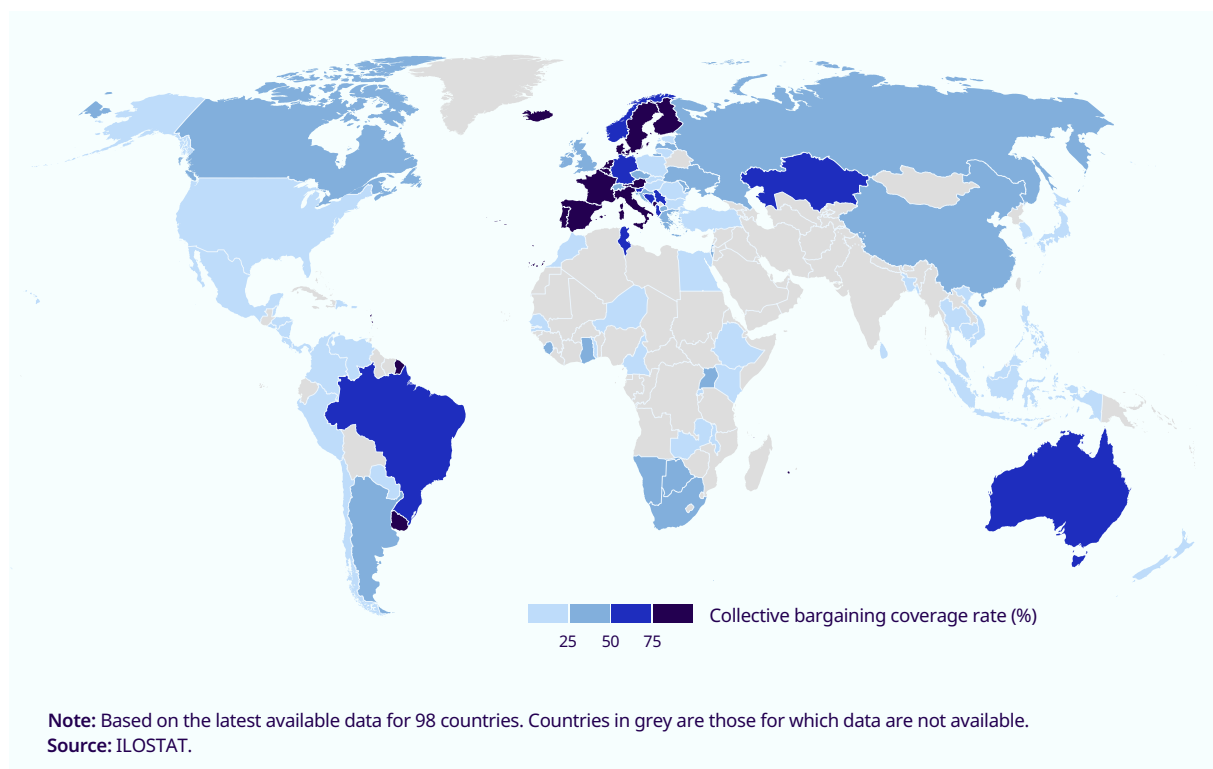 Collective bargaining coverage rate (%)
25 50 75
Note: Based on the latest available data for 98 countries. Countries in grey are those for which data are not available.
Source: ILOSTAT.